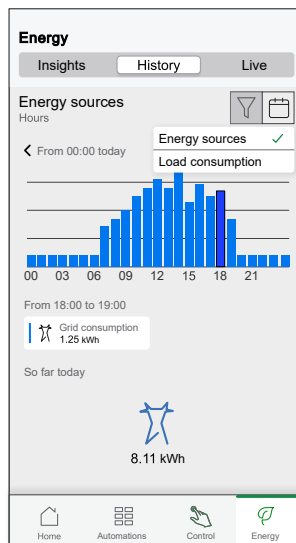 Energy
Insights History Live
Energy sources
Hours
Energy sources
Load consumption
From 00:00 today
00 03 06 09 12 15 18 21
From 18:00 to 19:00
Grid consumption
1.25 kWh
So far today
8.11 kWh
Home Automations Control Energy